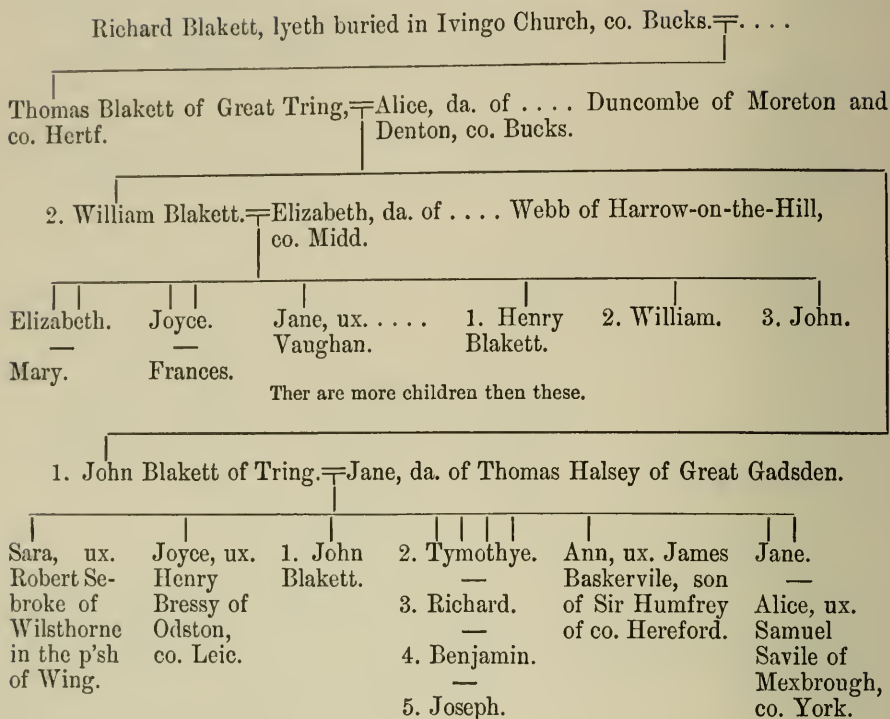 Richard Blakett, lyeth buried in Ivingo Church, co. Bucks.=. . . .
Thomas Blakett of Great Tring,=Alice, da. of . . . . Duncombe of Moreton and
co. Hertf.
Denton, co. Bucks.
2. William Blakett.=Elizabeth, da. of . . . . Webb of Harrow-on-the-Hill,
co. Midd.
Elizabeth.
—
Mary.
Joyce.
—
Frances.
Jane, ux. . . . .
Vaughan.
1. Henry
Blakett.
2. William.
3. John.
Ther are more children then these.
1. John Blakett of Tring.=Jane, da. of Thomas Halsey of Great Gadsden.
Sara, ux.
Robert Se-
broke of
Wilsthorne
in the p'sh
of Wing.
Joyce, ux.
Henry
Bressy of
Odston,
co. Leic.
1. John
Blakett.
2. Tymothye.
—
3. Richard.
—
4. Benjamin.
—
5. Joseph.
Ann, ux. James
Baskervile, son
of Sir Humfrey
of co. Hereford.
Jane.
—
Alice, ux.
Samuel
Savile of
Mexbrough,
co. York.